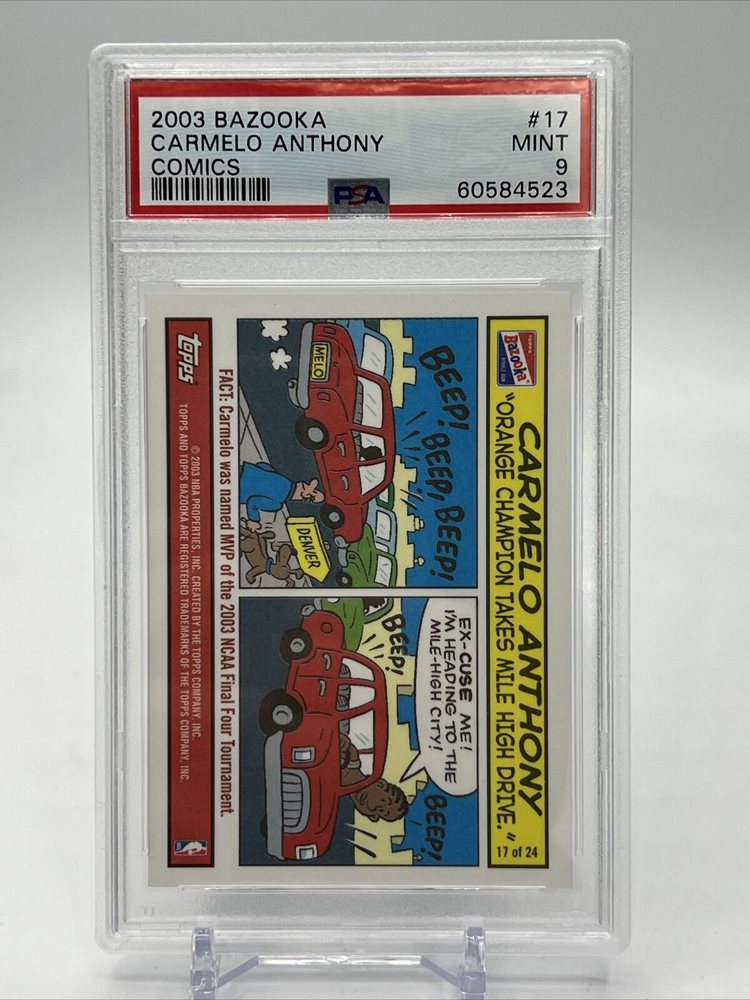 2003 BAZOOKA #17
CARMELO ANTHONY MINT
COMICS 9
PSA 60584523
TOPPS
Bazooka
CARMELO ANTHONY
"ORANGE CHAMPION TAKES MILE HIGH DRIVE."
17 of 24
BEEP! BEEP, BEEP!
MELO
DENVER
EX-CUSE ME!
I'M HEADING TO THE
MILE-HIGH CITY!
BEEP!
BEEP!
FACT: Carmelo was named MVP of the 2003 NCAA Final Four Tournament.
Topps
© 2003 NBA PROPERTIES, INC. CREATED BY THE TOPPS COMPANY, INC.
TOPPS AND TOPPS BAZOOKA ARE REGISTERED TRADEMARKS OF THE TOPPS COMPANY, INC.